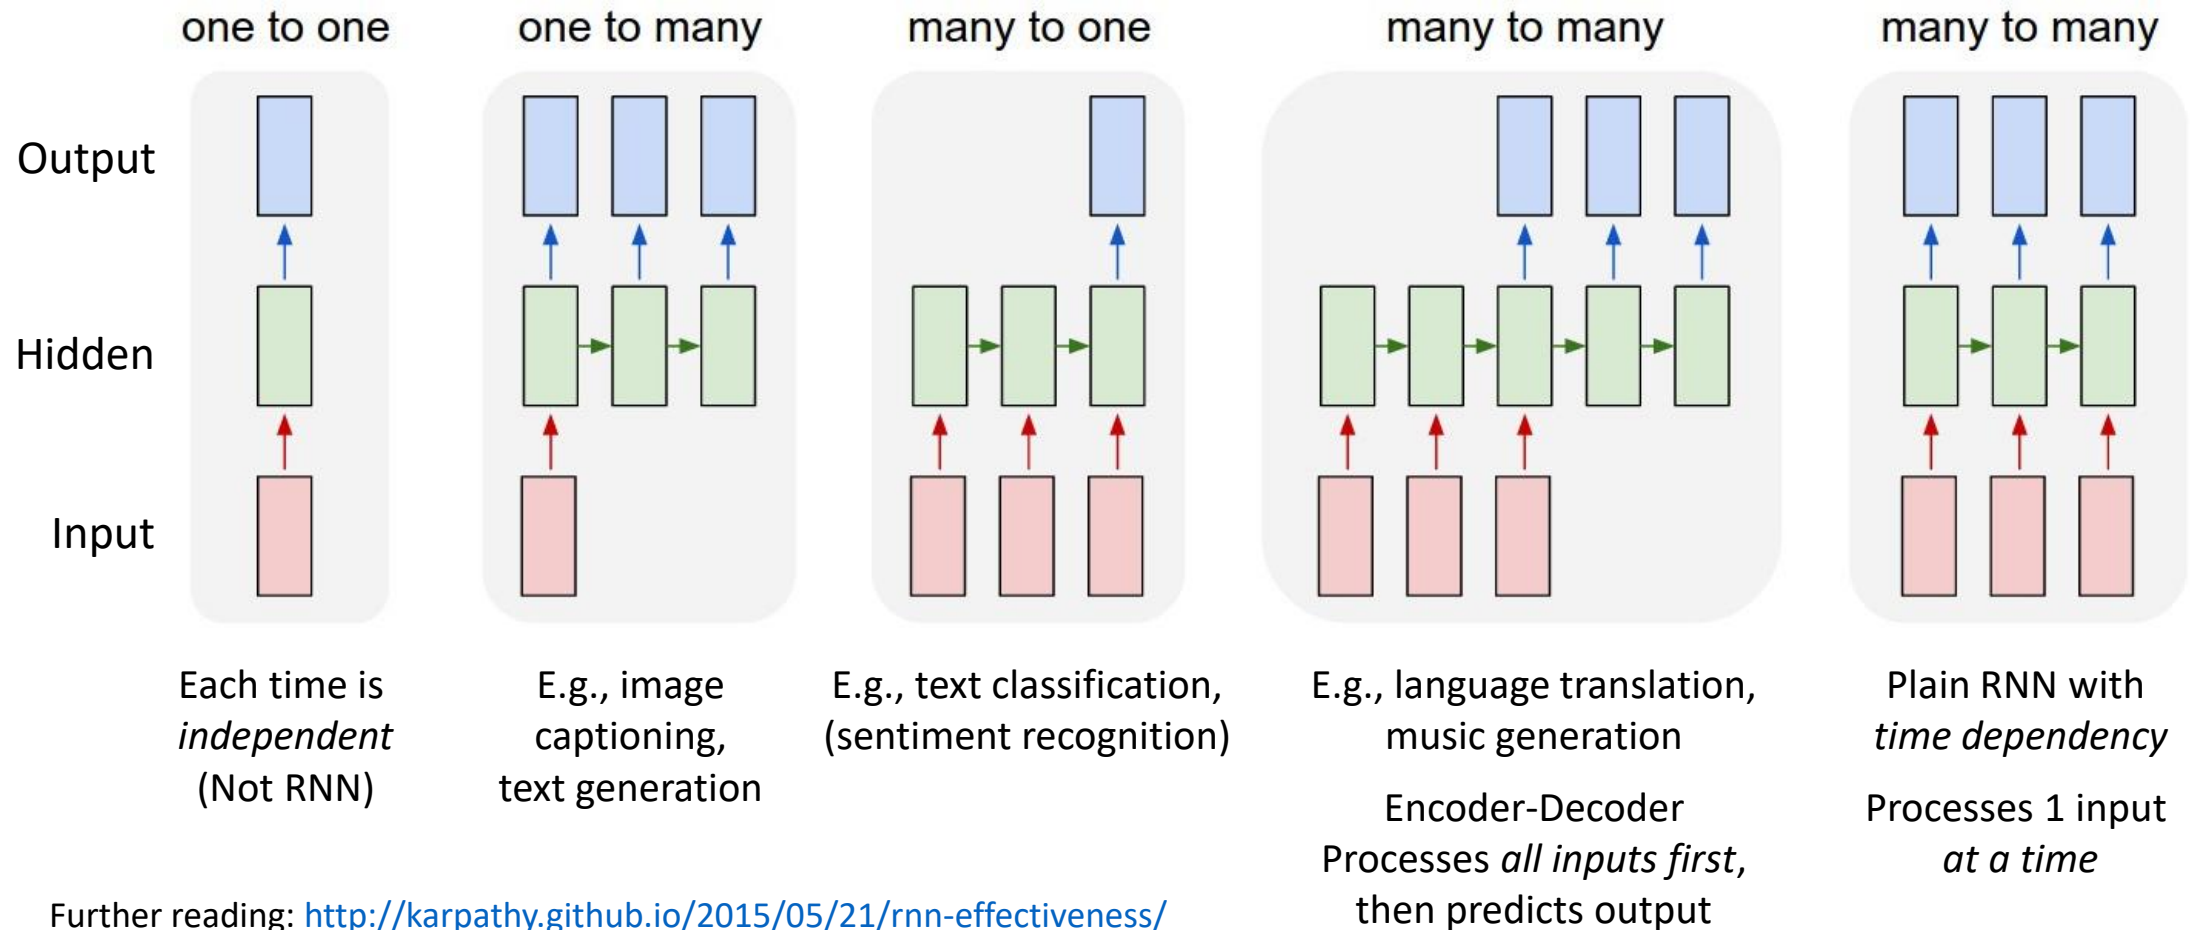 one to one
one to many
many to one
many to many
many to many
Output
Hidden
Input
Each time is
independent
(Not RNN)
E.g., image
captioning,
text generation
E.g., text classification,
(sentiment recognition)
E.g., language translation,
music generation
Encoder-Decoder
Processes all inputs first,
then predicts output
Plain RNN with
time dependency
Processes 1 input
at a time
Further reading: http://karpathy.github.io/2015/05/21/rnn-effectiveness/